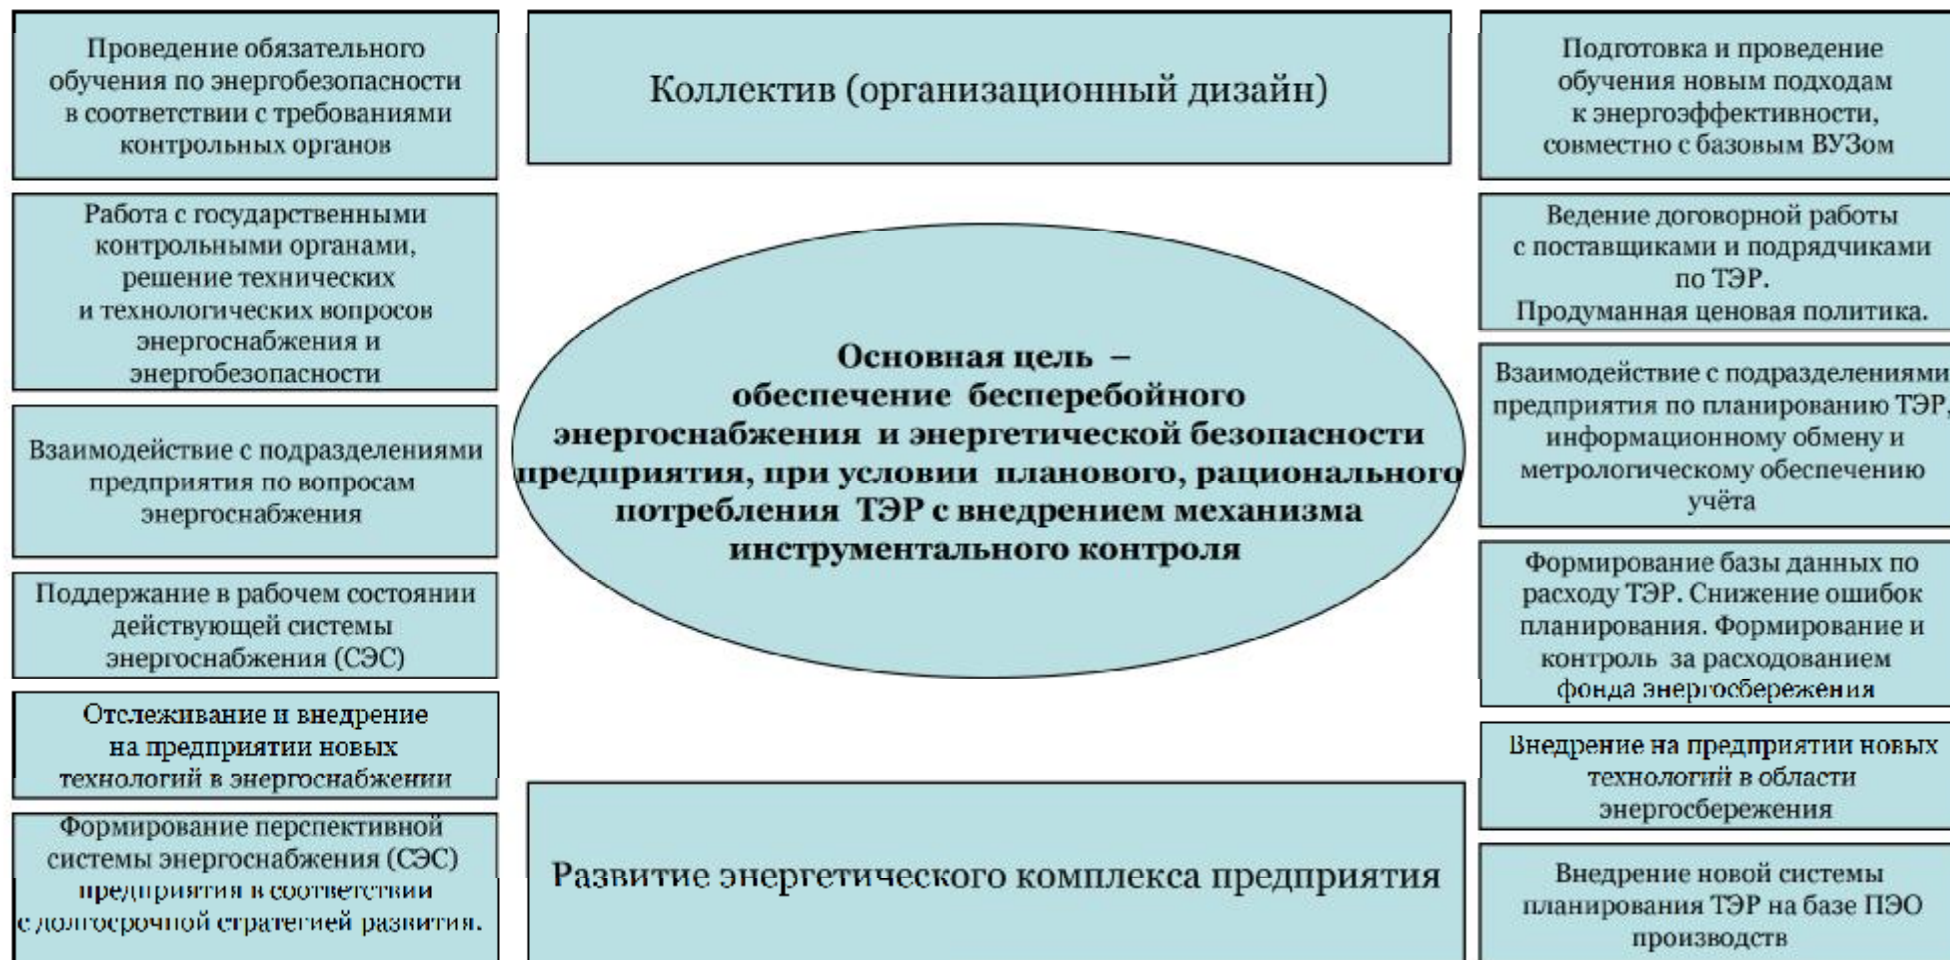 Проведение обязательного
обучения по энергобезопасности
в соответствии с требованиями
контрольных органов
Работа с государственными
контрольными органами,
решение технических
и технологических вопросов
энергоснабжения и
энергобезопасности
Взаимодействие с подразделениями
предприятия по вопросам
энергоснабжения
Поддержание в рабочем состоянии
действующей системы
энергоснабжения (СЭС)
Отслеживание и внедрение
на предприятии новых
технологий в энергоснабжении
Формирование перспективной
системы энергоснабжения (СЭС)
предприятия в соответствии
с долгосрочной стратегией развития.
Коллектив (организационный дизайн)
Основная цель –
обеспечение бесперебойного
энергоснабжения и энергетической безопасности
предприятия, при условии планового, рационального
потребления ТЭР с внедрением механизма
инструментального контроля
Развитие энергетического комплекса предприятия
Подготовка и проведение
обучения новым подходам
к энергоэффективности,
совместно с базовым ВУЗом
Ведение договорной работы
с поставщиками и подрядчиками
по ТЭР.
Продуманная ценовая политика.
Взаимодействие с подразделениями
предприятия по планированию ТЭР,
информационному обмену и
метрологическому обеспечению
учёта
Формирование базы данных по
расходу ТЭР. Снижение ошибок
планирования. Формирование и
контроль за расходованием
фонда энергосбережения
Внедрение на предприятии новых
технологий в области
энергосбережения
Внедрение новой системы
планирования ТЭР на базе ПЭО
производств